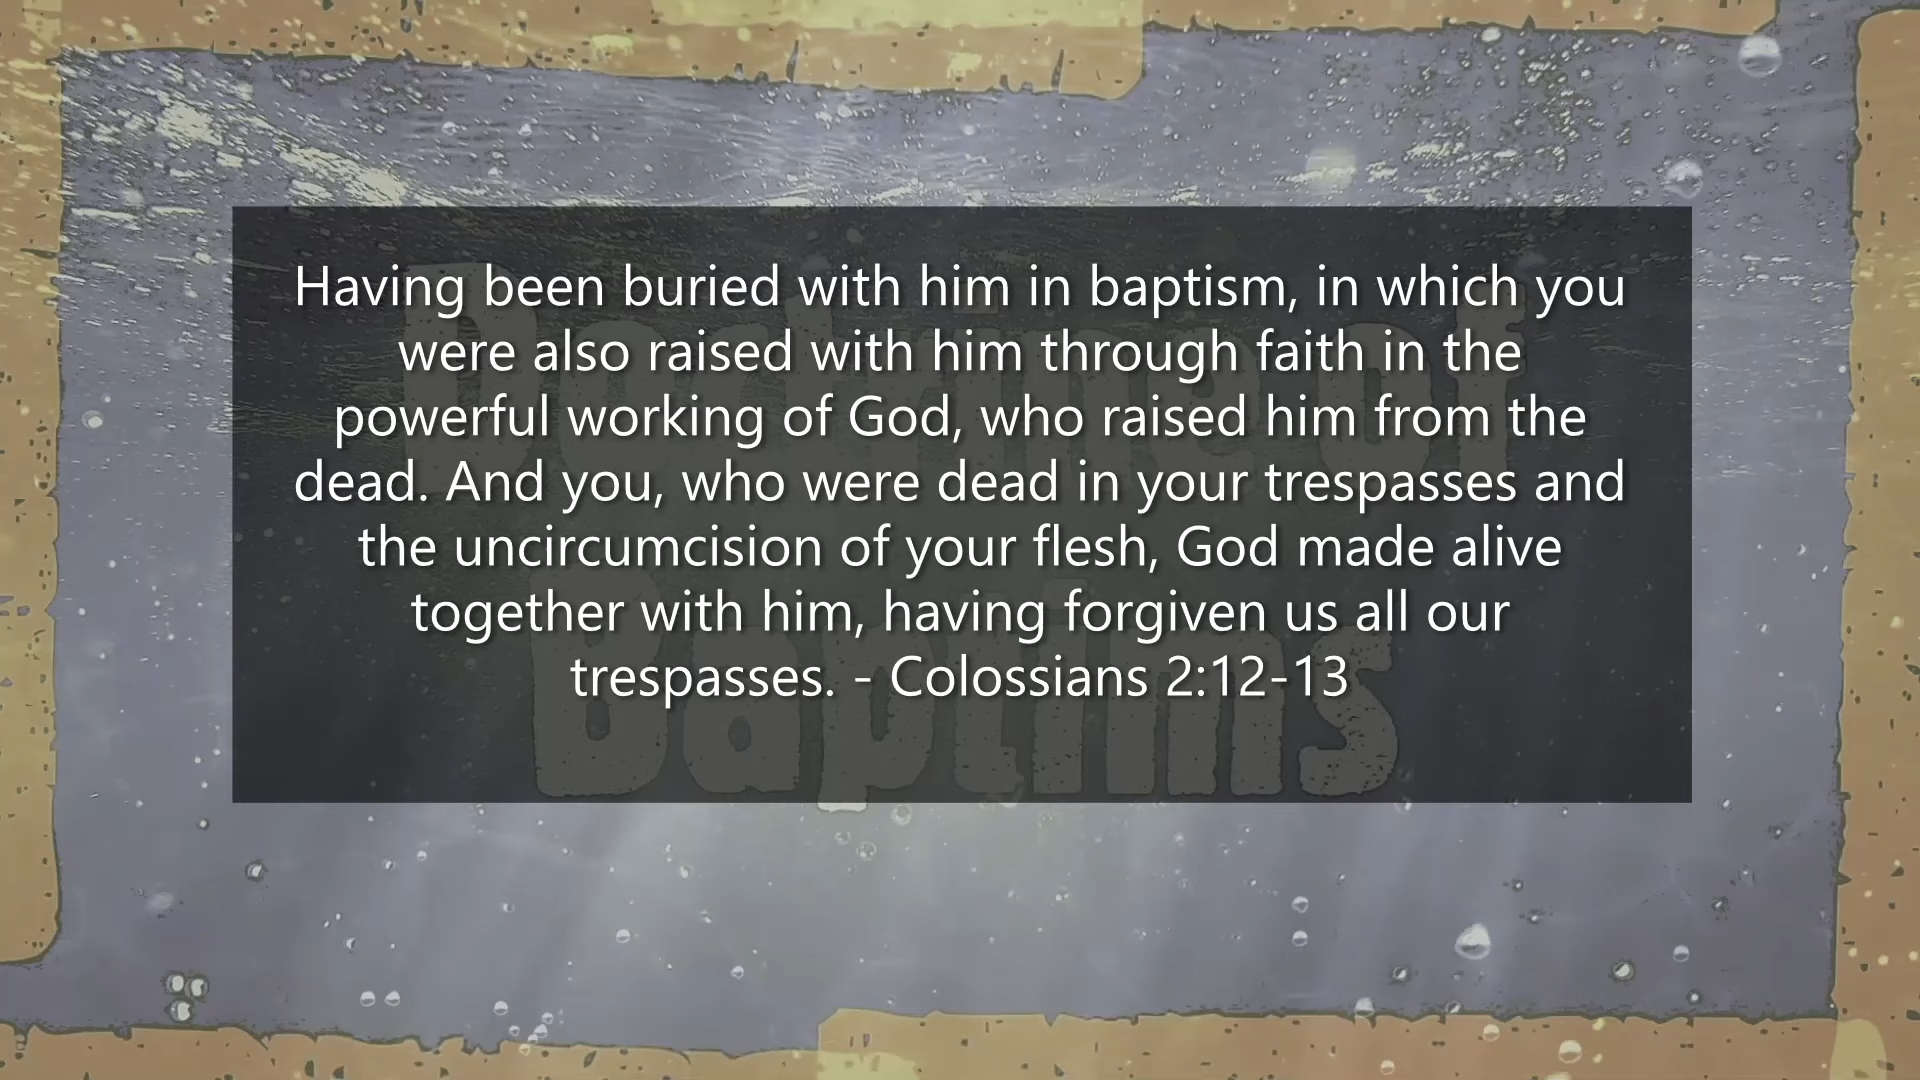 Having been buried with him in baptism, in which you
were also raised with him through faith in the
powerful working of God, who raised him from the
dead. And you, who were dead in your trespasses and
the uncircumcision of your flesh, God made alive
together with him, having forgiven us all our
trespasses. - Colossians 2:12-13
Doctrine of
Baptims